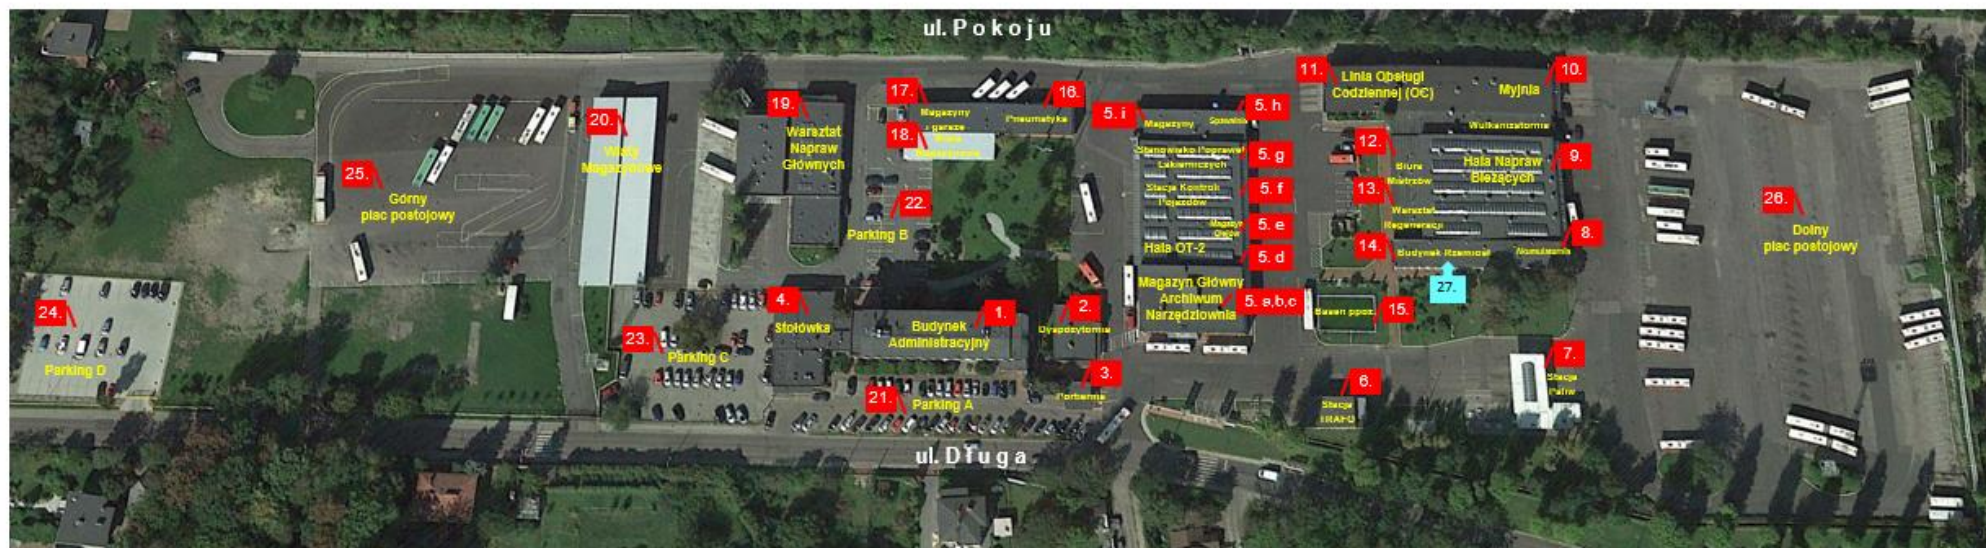 ul. Pokoju
11.
Linia Obsługi
Codziennej (OC)
10.
Myjnia
Wulkanizatornia
17.
Magazyny
garaże
16.
Pneumatyka
18.
19.
Warsztat
Napraw
Głównych
20.
Wiaty
Magazynowe
5. i
Magazyny
5. h
Spawalnia
Stanowisko Poprawek
Lakierniczych
5. g
Stacja Kontroli
Pojazdów
5. f
Magazyn
5. e
Hala OT-2
5. d
Magazyn Główny
Archiwum
Narzędziownia
5. a,b,c
12.
Biura
Mistrzów
9.
Hala Napraw
Bieżących
13.
Warsztat
Regeneracji
14.
Budynek Rzemiosł
8.
Akumulatornia
27.
25.
Górny
plac postojowy
22.
Parking B
26.
Dolny
plac postojowy
24.
Parking D
23.
Parking C
4.
Stołówka
1.
Budynek
Administracyjny
2.
Dyspozytornia
3.
Portiernia
21.
Parking A
Basen ppoż.
15.
6.
Stacja
TRAFO
7.
Stacja
Paliw
ul. Długa